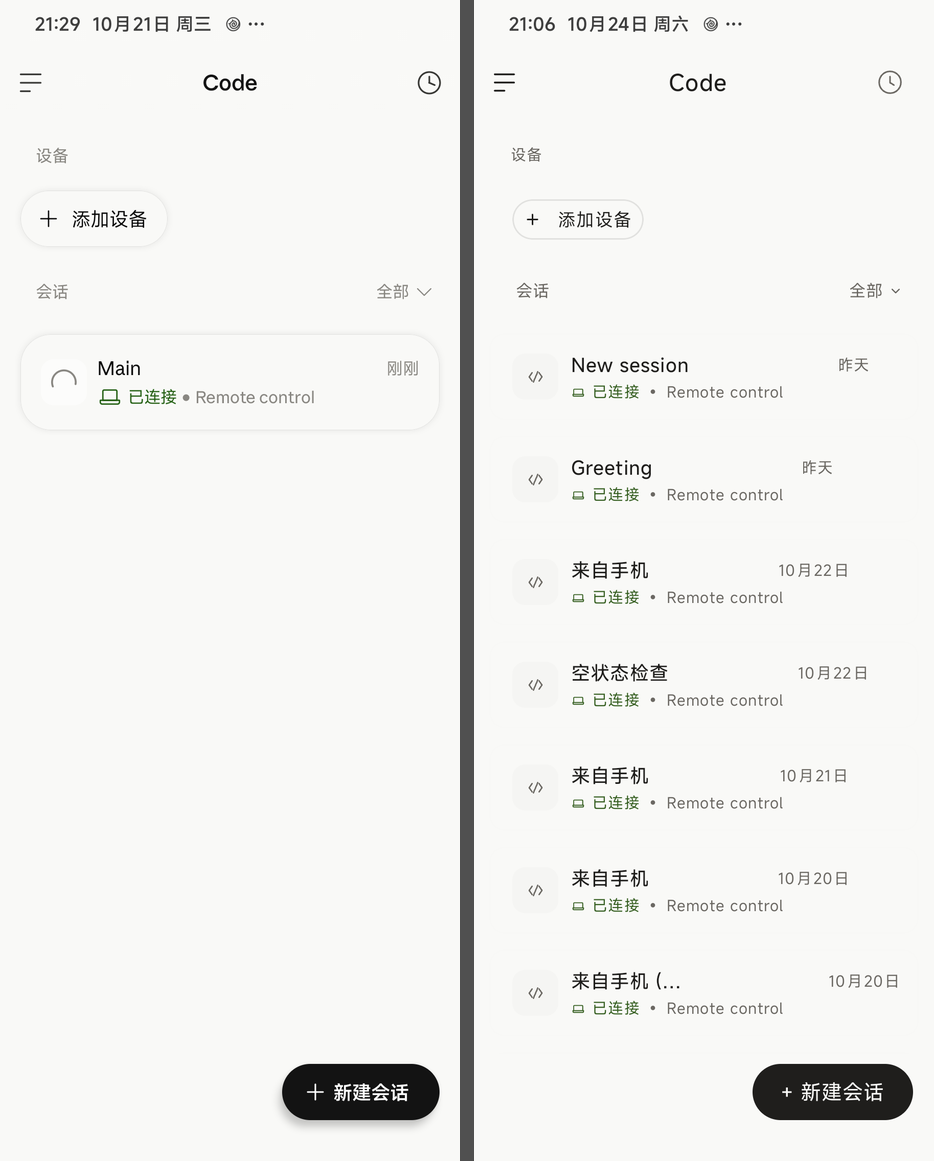 21:29 10月21日 周三 ...
Code
设备
+ 添加设备
会话 全部
Main 刚刚
已连接 • Remote control
+ 新建会话
21:06 10月24日 周六 ...
Code
设备
+ 添加设备
会话 全部
New session 昨天
已连接 • Remote control
Greeting 昨天
已连接 • Remote control
来自手机 10月22日
已连接 • Remote control
空状态检查 10月22日
已连接 • Remote control
来自手机 10月21日
已连接 • Remote control
来自手机 10月20日
已连接 • Remote control
来自手机 (... 10月20日
已连接 • Remote control
+ 新建会话